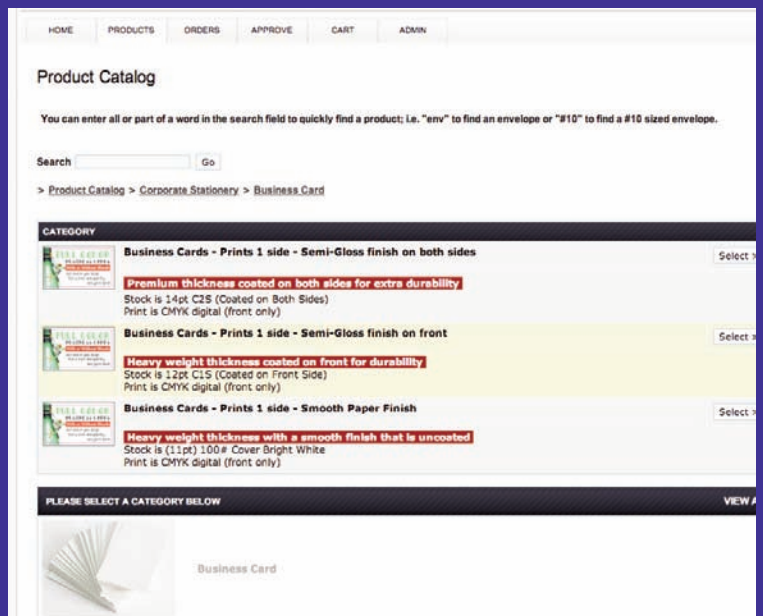 HOME PRODUCTS ORDERS APPROVE CART ADMIN
Product Catalog
You can enter all or part of a word in the search field to quickly find a product; i.e. "env" to find an envelope or "#10" to find a #10 sized envelope.
Search Go
> Product Catalog > Corporate Stationery > Business Card
CATEGORY
Business Cards - Prints 1 side - Semi-Gloss finish on both sides
Select »
Premium thickness coated on both sides for extra durability
Stock is 14pt C2S (Coated on Both Sides)
Print is CMYK digital (front only)
Business Cards - Prints 1 side - Semi-Gloss finish on front
Select »
Heavy weight thickness coated on front for durability
Stock is 12pt C1S (Coated on Front Side)
Print is CMYK digital (front only)
Business Cards - Prints 1 side - Smooth Paper Finish
Select »
Heavy weight thickness with a smooth finish that is uncoated
Stock is (11pt) 100# Cover Bright White
Print is CMYK digital (front only)
PLEASE SELECT A CATEGORY BELOW VIEW A
Business Card